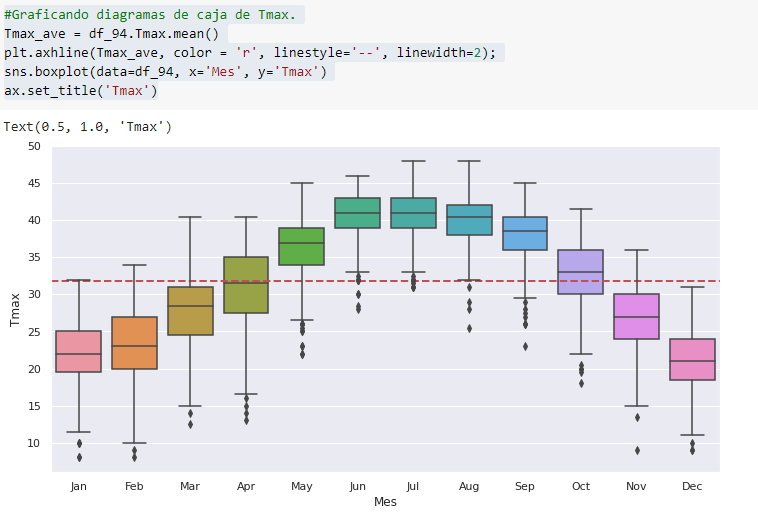 #Graficando diagramas de caja de Tmax.
Tmax_ave = df_94.Tmax.mean()
plt.axhline(Tmax_ave, color = 'r', linestyle='--', linewidth=2);
sns.boxplot(data=df_94, x='Mes', y='Tmax')
ax.set_title('Tmax')
Text(0.5, 1.0, 'Tmax')
50
45
40
35
30
25
20
15
10
Tmax
Jan Feb Mar Apr May Jun Jul Aug Sep Oct Nov Dec
Mes